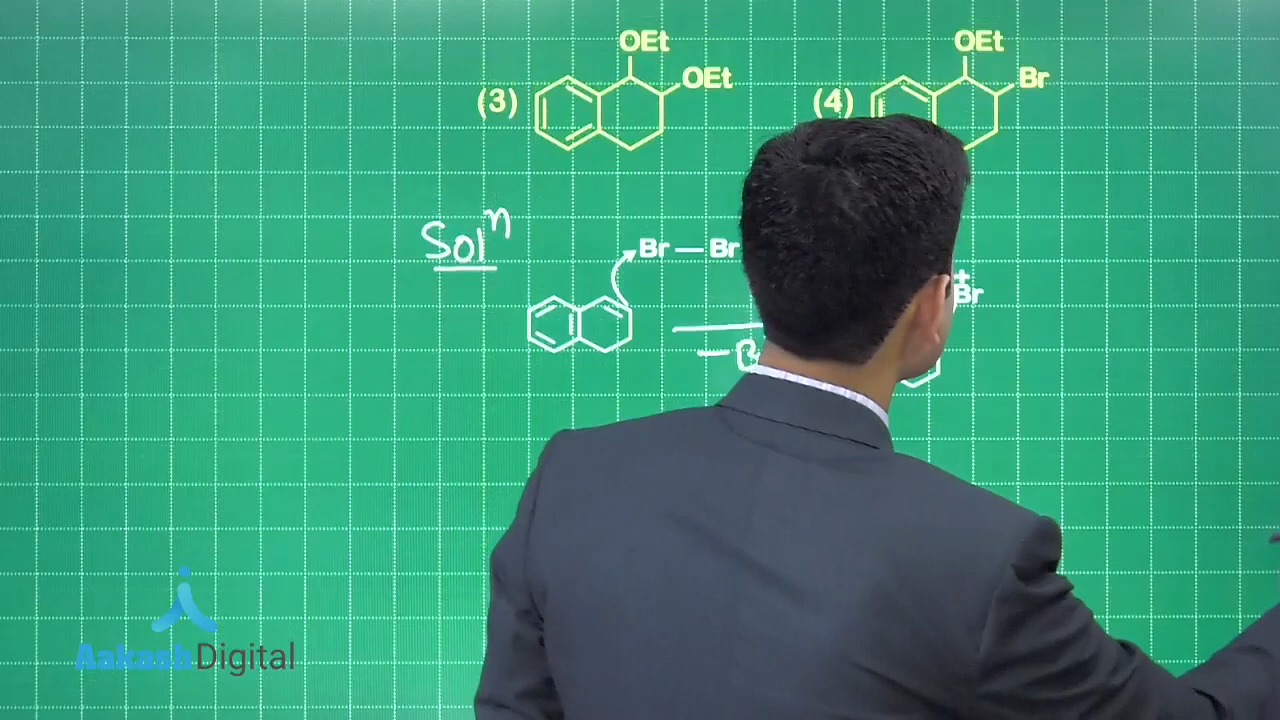 OEt OEt
(3) OEt (4) Br
Solⁿ
Br — Br
+
Br
—
Aakash Digital